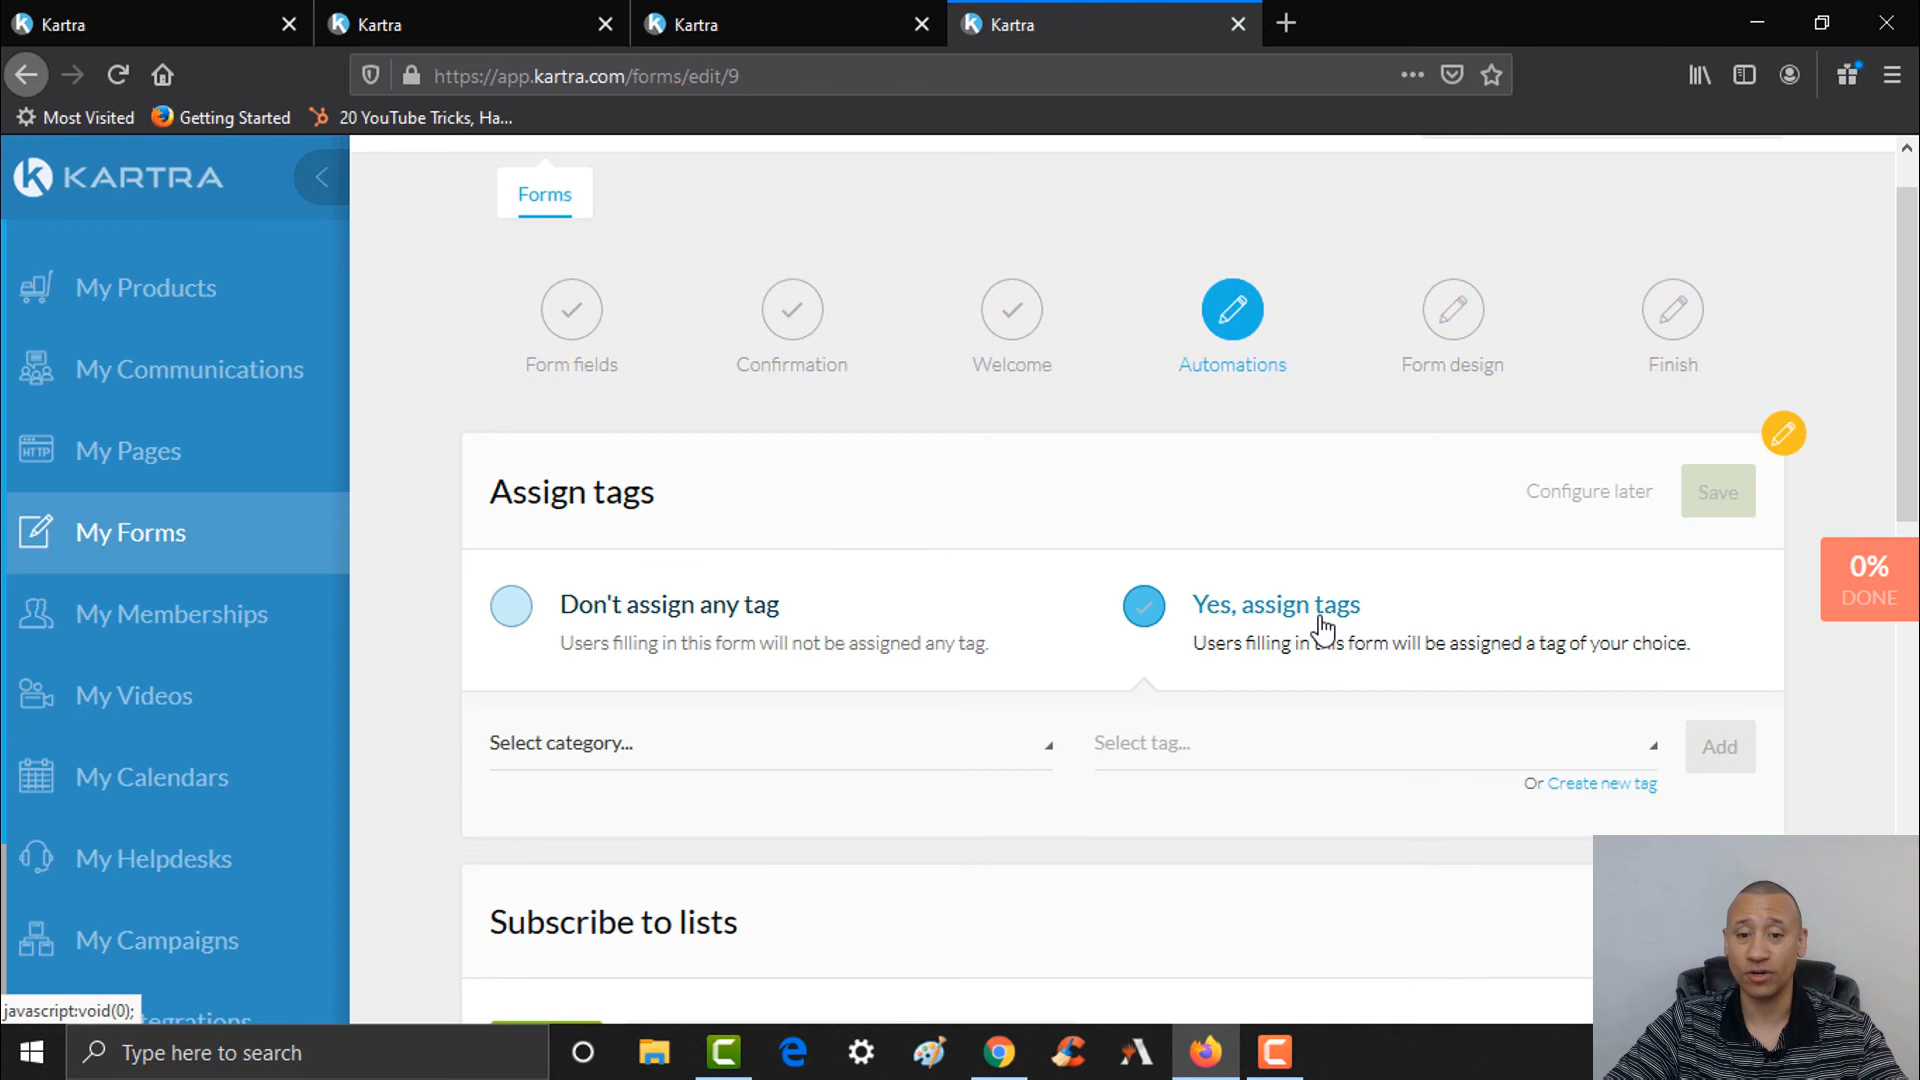 Kartra
Kartra
Kartra
Kartra
https://app.kartra.com/forms/edit/9
Most Visited
Getting Started
20 YouTube Tricks, Ha...
KARTRA
My Products
My Communications
HTTP
My Pages
My Forms
My Memberships
My Videos
My Calendars
My Helpdesks
My Campaigns
Forms
Form fields
Confirmation
Welcome
Automations
Form design
Finish
Assign tags
Configure later
Save
Don't assign any tag
Users filling in this form will not be assigned any tag.
Yes, assign tags
Users filling in this form will be assigned a tag of your choice.
Select category...
Select tag...
Add
Or Create new tag
Subscribe to lists
0%
DONE
javascript:void(0);
Type here to search